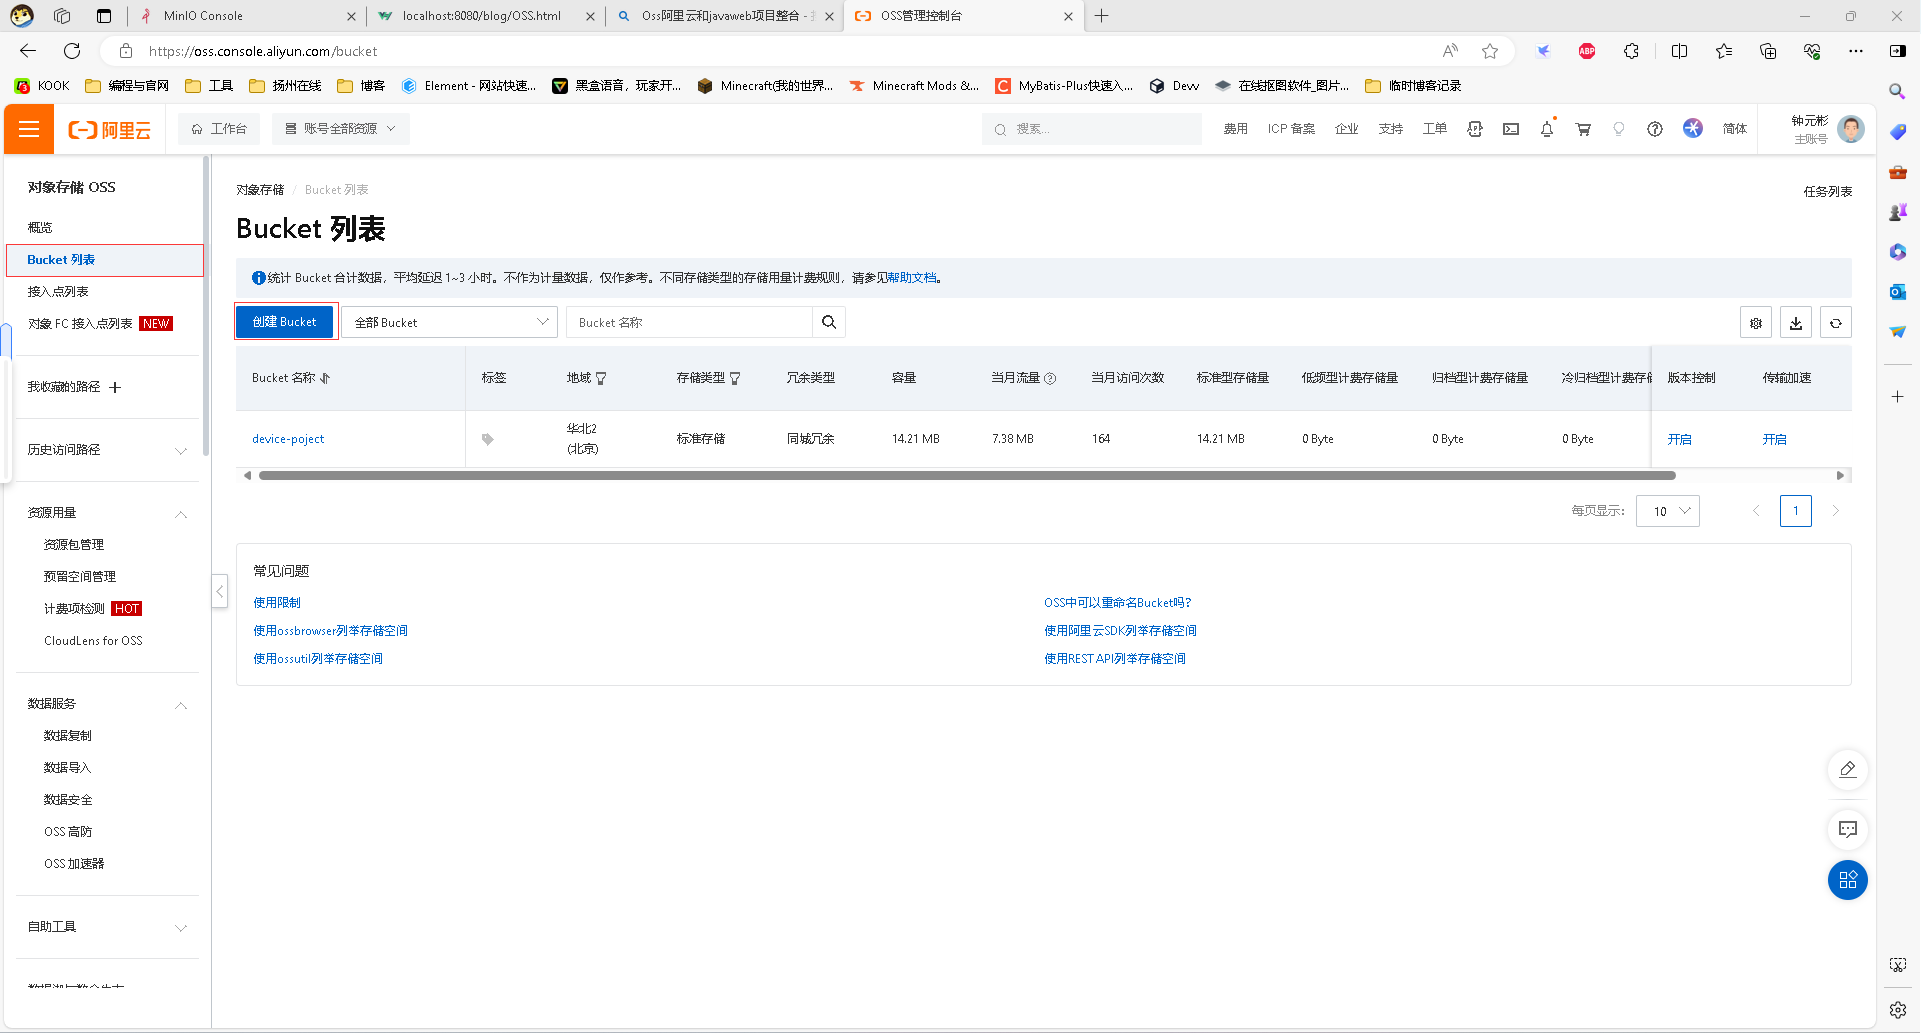 MinIO Console
localhost:8080/blog/OSS.html
Oss阿里云和javaweb项目整合 -
OSS管理控制台
https://oss.console.aliyun.com/bucket
ABP
KOOK
编程与官网
工具
扬州在线
博客
Element - 网站快速...
黑盒语音，玩家开...
Minecraft(我的世界...
Minecraft Mods &...
MyBatis-Plus快速入...
Devv
在线抠图软件_图片...
临时博客记录
阿里云
工作台
账号全部资源
搜索...
费用
ICP 备案
企业
支持
工单
简体
钟元彬
主账号
对象存储 OSS
概览
Bucket 列表
接入点列表
对象 FC 接入点列表 NEW
我收藏的路径
历史访问路径
资源用量
资源包管理
预留空间管理
计费项检测 HOT
CloudLens for OSS
数据服务
数据复制
数据导入
数据安全
OSS 高防
OSS 加速器
自助工具
对象存储 / Bucket 列表
任务列表
Bucket 列表
统计 Bucket 合计数据，平均延迟 1~3 小时。不作为计量数据，仅作参考。不同存储类型的存储用量计费规则，请参见帮助文档。
创建 Bucket
全部 Bucket
Bucket 名称
Bucket 名称
标签
地域
存储类型
冗余类型
容量
当月流量
当月访问次数
标准型存储量
低频型计费存储量
归档型计费存储量
冷归档型计费存储
版本控制
传输加速
device-poject
华北2
(北京)
标准存储
同城冗余
14.21 MB
7.38 MB
164
14.21 MB
0 Byte
0 Byte
0 Byte
开启
开启
每页显示：
10
1
常见问题
使用限制
OSS中可以重命名Bucket吗?
使用ossbrowser列举存储空间
使用阿里云SDK列举存储空间
使用ossutil列举存储空间
使用REST API列举存储空间